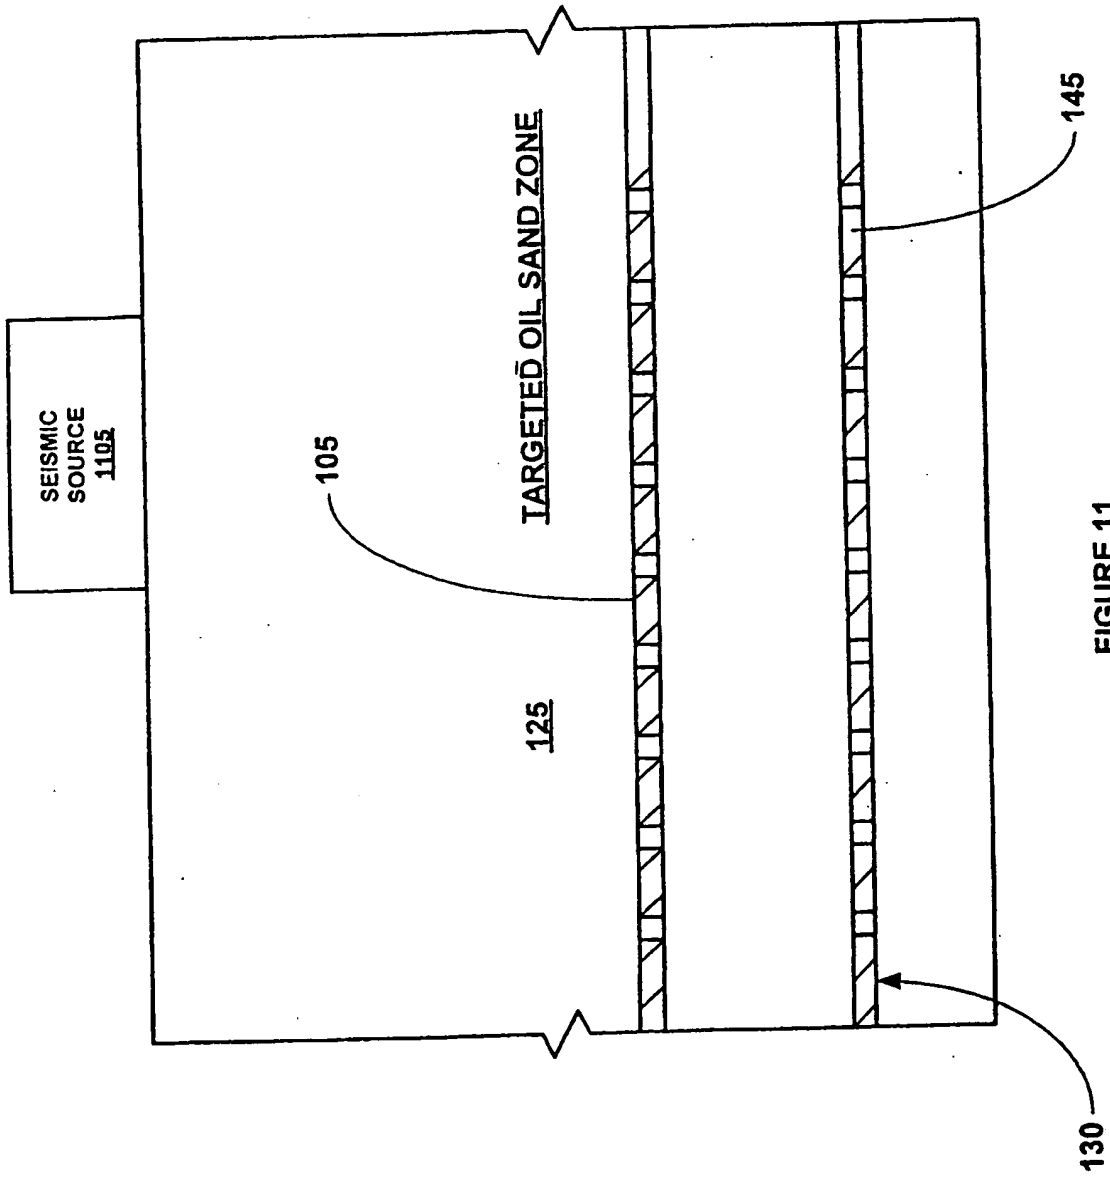 SEISMIC
SOURCE
1105
105
TARGETED OIL SAND ZONE
125
145
130
FIGURE 11